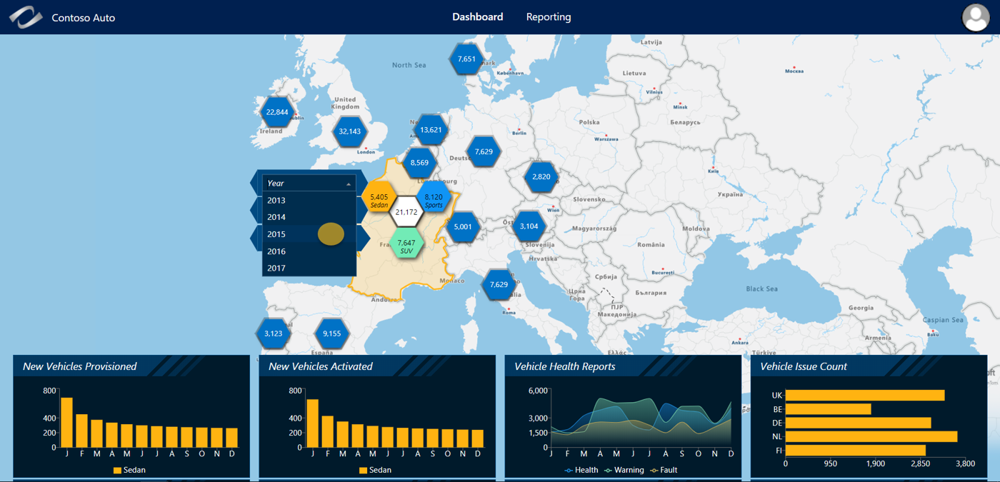 Contoso Auto
Dashboard
Reporting
North Sea
Latvija
Lietuva
Vilnius
Москва
Minsk
Беларусь
København
7,651
22,844
Ireland
United
Kingdom
32,143
London
13,621
8,569
7,629
Berlin
Polska
Warszawa
2,820
Київ
Україна
Slovensko
Wien
Magyarország
Moldova
România
Slovenija
Hrvatska
Србија
Црна
Гора
България
ПЈР
Македонија
București
Black Sea
Georgia
Caspian Sea
Armenia
Baku
Ankara
Türkiye
Ελλάς
Year
2013
2014
2015
2016
2017
5,405
Sedan
8,120
Sports
21,172
7,647
SUV
5,001
3,104
Monaco
7,629
Roma
3,123
9,155
España
New Vehicles Provisioned
800
400
200
0
J F M A M J J A S O N D
Sedan
New Vehicles Activated
800
400
200
0
J F M A M J J A S O N D
Sedan
Vehicle Health Reports
6,000
3,000
1,500
0
J F M A M J J A S O N D
Health Warning Fault
Vehicle Issue Count
UK
BE
DE
NL
FI
0 950 1,900 2,850 3,800